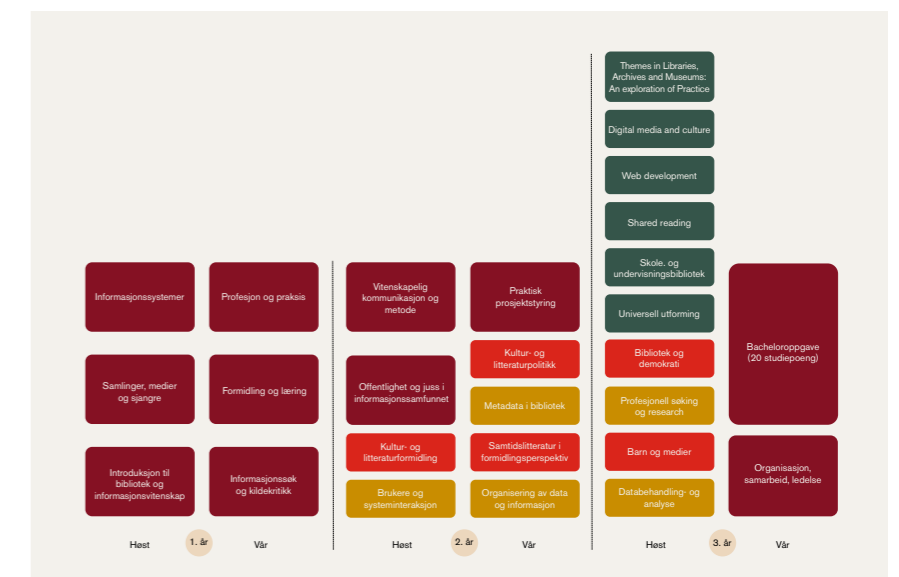 Themes in Libraries,
Archives and Museums:
An exploration of Practice
Digital media and culture
Web development
Shared reading
Skole. og
undervisningsbibliotek
Universell utforming
Informasjonssystemer
Profesjon og praksis
Vitenskapelig
kommunikasjon og
metode
Praktisk
prosjektstyring
Bacheloroppgave
(20 studiepoeng)
Kultur- og
litteraturpolitikk
Bibliotek og
demokrati
Samlinger, medier
og sjangre
Formidling og læring
Offentlighet og juss i
informasjonssamfunnet
Metadata i bibliotek
Profesjonell søking
og research
Kultur- og
litteraturformidling
Samtidslitteratur i
formidlingsperspektiv
Barn og medier
Introduksjon til
bibliotek og
informasjonsvitenskap
Informasjonssøk
og kildekritikk
Brukere og
systeminteraksjon
Organisering av data
og informasjon
Databehandling- og
analyse
Organisasjon,
samarbeid, ledelse
Høst 1. år Vår Høst 2. år Vår Høst 3. år Vår